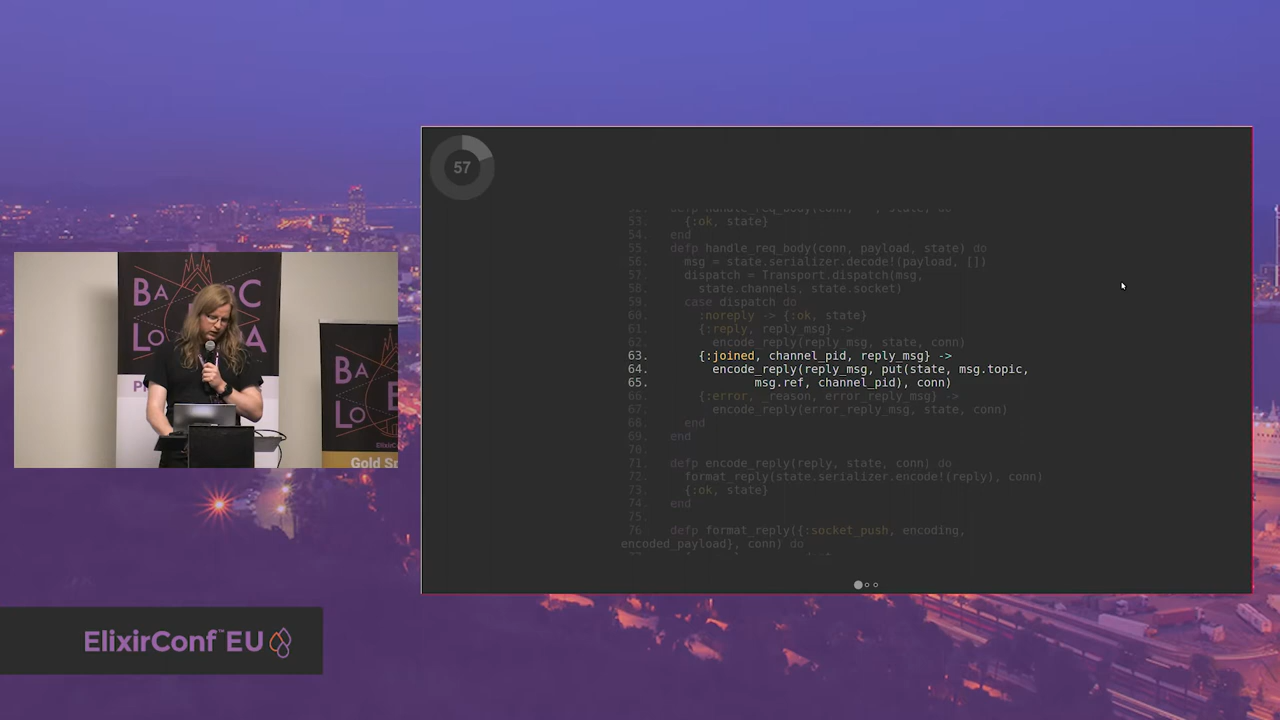 57
53.    {:ok, state}
54.  end
55.  defp handle_req_body(conn, payload, state) do
56.    msg = state.serializer.decode!(payload, [])
57.    dispatch = Transport.dispatch(msg,
58.      state.channels, state.socket)
59.    case dispatch do
60.      :noreply -> {:ok, state}
61.      {:reply, reply_msg} ->
62.        encode_reply(reply_msg, state, conn)
63.      {:joined, channel_pid, reply_msg} ->
64.        encode_reply(reply_msg, put(state, msg.topic,
65.              msg.ref, channel_pid), conn)
66.      {:error, _reason, error_reply_msg} ->
67.        encode_reply(error_reply_msg, state, conn)
68.    end
69.  end
70.
71.  defp encode_reply(reply, state, conn) do
72.    format_reply(state.serializer.encode!(reply), conn)
73.    {:ok, state}
74.  end
75.
76.  defp format_reply({:socket_push, encoding,
encoded_payload}, conn) do
BA RC
LO NA
BA
LO
Gold Sp
ElixirConf™ EU